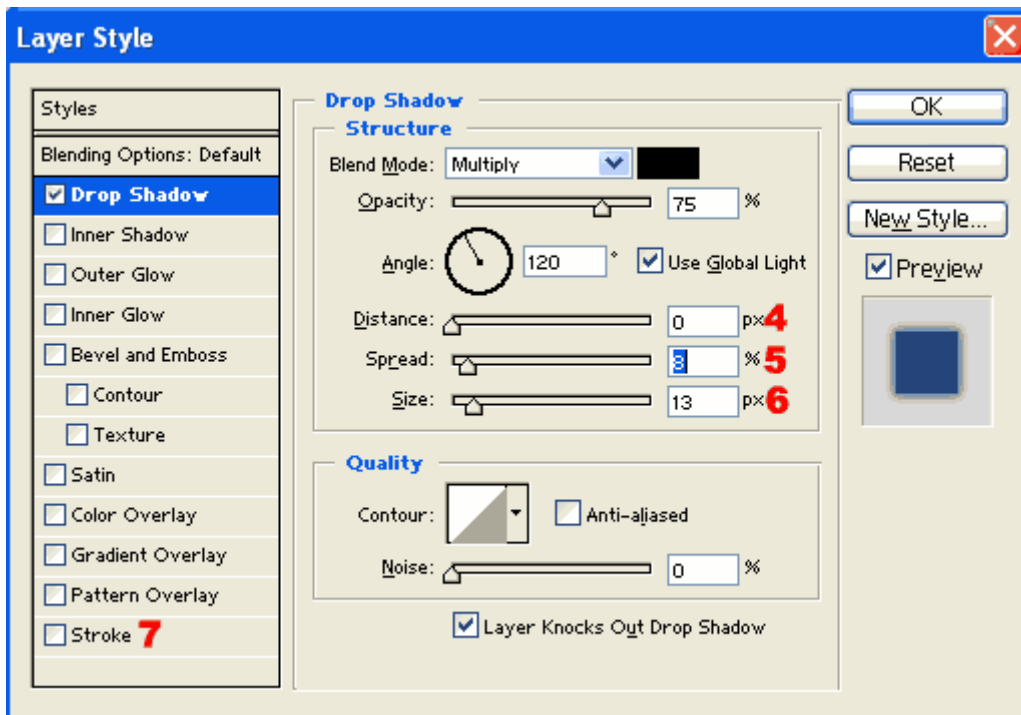 Layer Style
Styles
Blending Options: Default
Drop Shadow
Inner Shadow
Outer Glow
Inner Glow
Bevel and Emboss
Contour
Texture
Satin
Color Overlay
Gradient Overlay
Pattern Overlay
Stroke 7
Drop Shadow
Structure
Blend Mode: Multiply
Opacity: 75 %
Angle: 120 ° Use Global Light
Distance: 0 px 4
Spread: 8 % 5
Size: 13 px 6
Quality
Contour: Anti-aliased
Noise: 0 %
Layer Knocks Out Drop Shadow
OK
Reset
New Style...
Preview